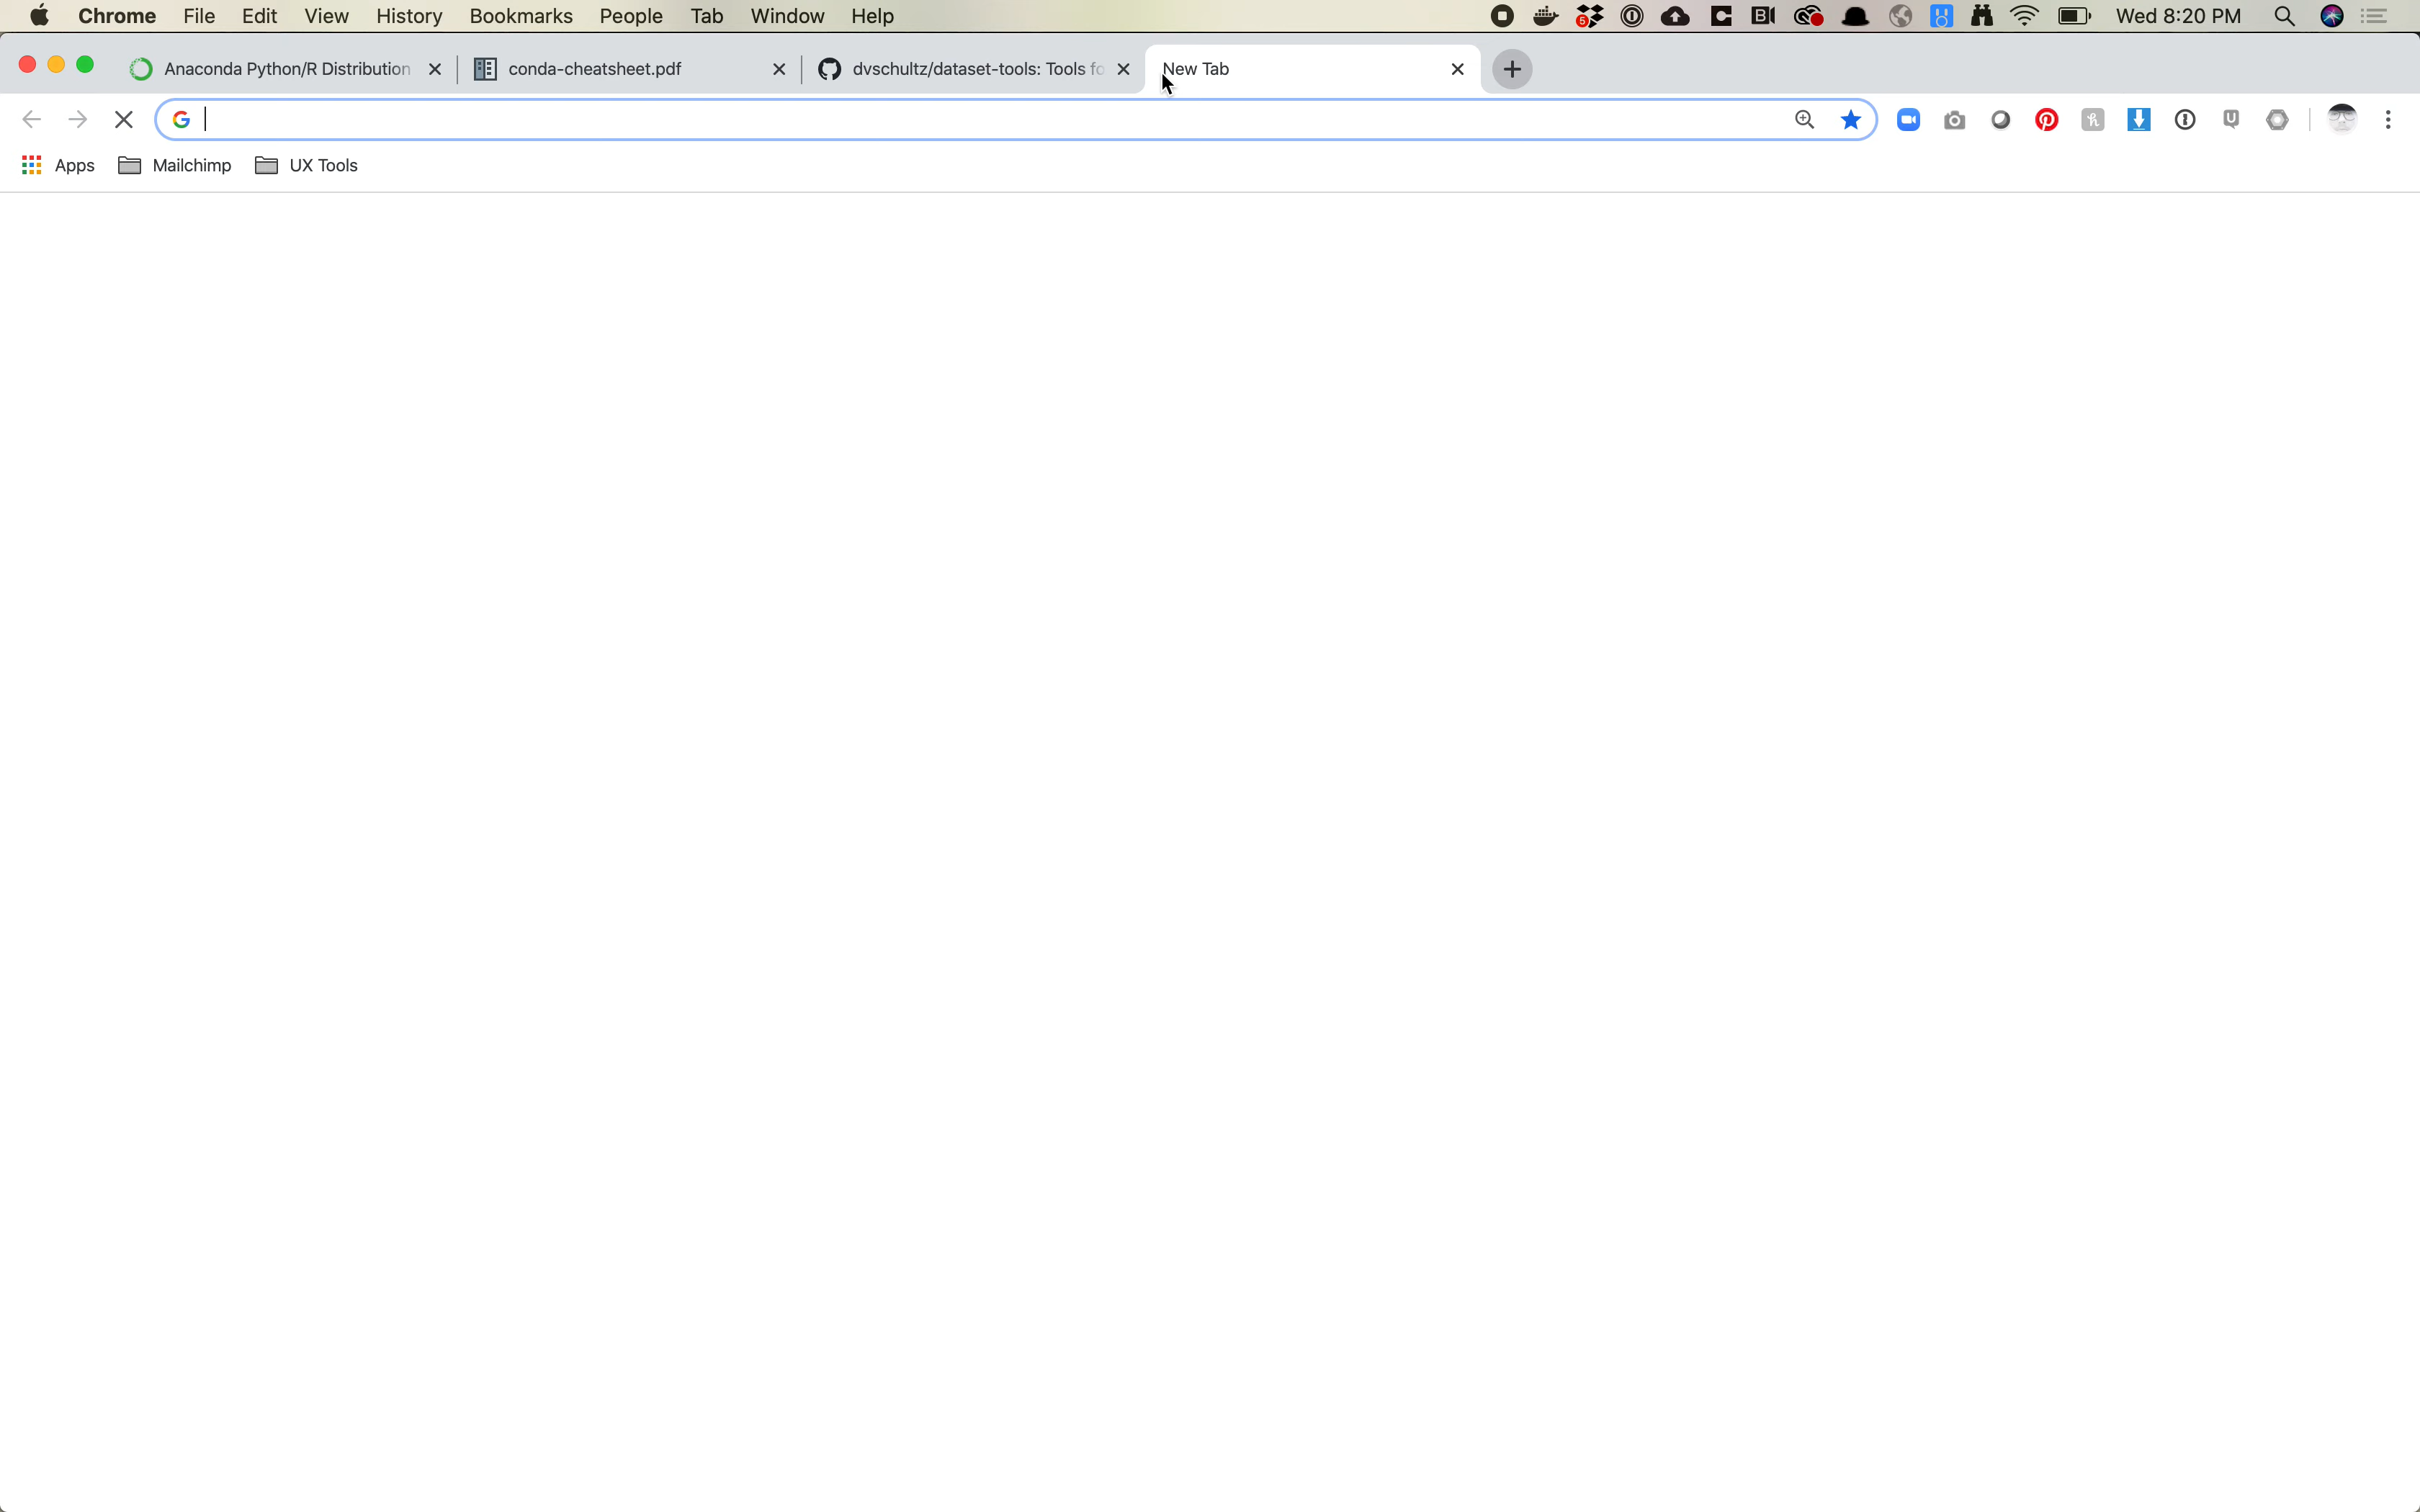 Chrome File Edit View History Bookmarks People Tab Window Help Wed 8:20 PM
Anaconda Python/R Distribution conda-cheatsheet.pdf dvschultz/dataset-tools: Tools fo New Tab
Apps Mailchimp UX Tools